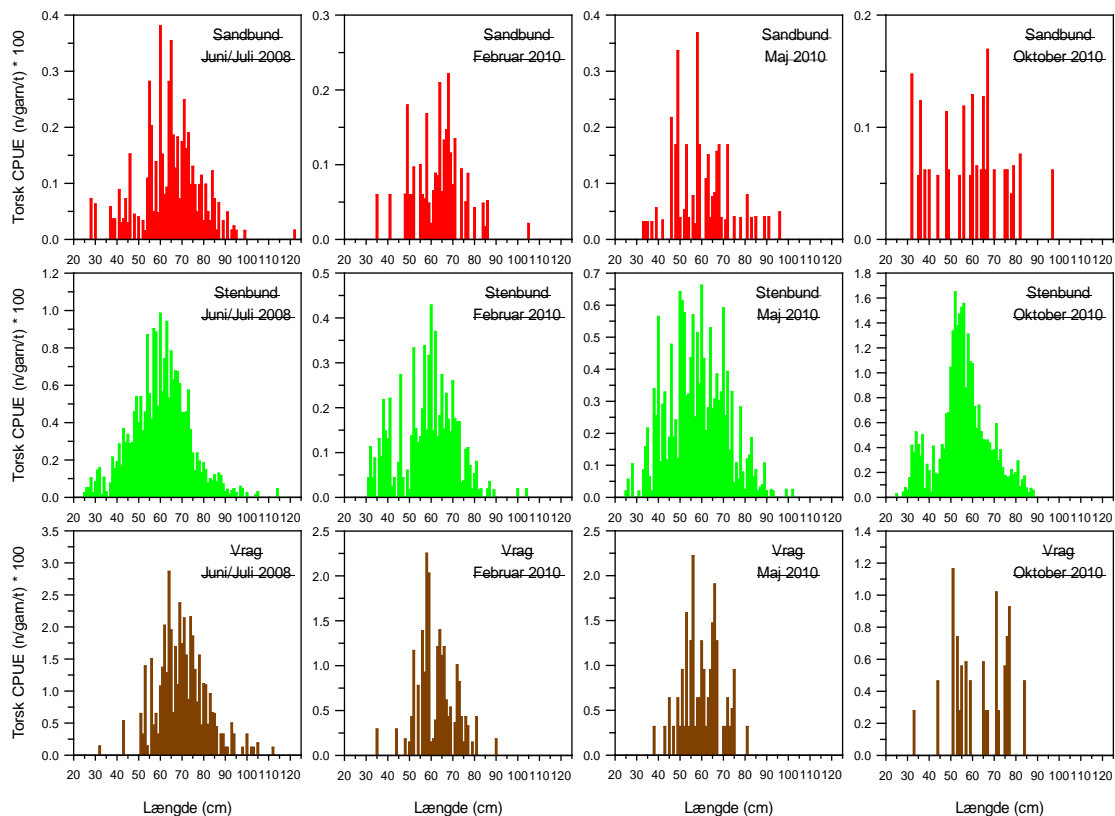 Torsk CPUE (n/garn/t) * 100
0.4 0.3 0.2 0.1 0.0
Sandbund
Juni/Juli 2008
20 30 40 50 60 70 80 90 100 110 120
0.3 0.2 0.1 0.0
Sandbund
Februar 2010
20 30 40 50 60 70 80 90 100 110 120
0.4 0.3 0.2 0.1 0.0
Sandbund
Maj 2010
20 30 40 50 60 70 80 90 100 110 120
0.2 0.1 0.0
Sandbund
Oktober 2010
20 30 40 50 60 70 80 90 100 110 120
Torsk CPUE (n/garn/t) * 100
1.2 1.0 0.8 0.6 0.4 0.2 0.0
Stenbund
Juni/Juli 2008
20 30 40 50 60 70 80 90 100 110 120
0.5 0.4 0.3 0.2 0.1 0.0
Stenbund
Februar 2010
20 30 40 50 60 70 80 90 100 110 120
0.7 0.6 0.5 0.4 0.3 0.2 0.1 0.0
Stenbund
Maj 2010
20 30 40 50 60 70 80 90 100 110 120
1.8 1.6 1.4 1.2 1.0 0.8 0.6 0.4 0.2 0.0
Stenbund
Oktober 2010
20 30 40 50 60 70 80 90 100 110 120
Torsk CPUE (n/garn/t) * 100
3.5 3.0 2.5 2.0 1.5 1.0 0.5 0.0
Vrag
Juni/Juli 2008
20 30 40 50 60 70 80 90 100 110 120
Længde (cm)
2.5 2.0 1.5 1.0 0.5 0.0
Vrag
Februar 2010
20 30 40 50 60 70 80 90 100 110 120
Længde (cm)
2.5 2.0 1.5 1.0 0.5 0.0
Vrag
Maj 2010
20 30 40 50 60 70 80 90 100 110 120
Længde (cm)
1.4 1.2 1.0 0.8 0.6 0.4 0.2 0.0
Vrag
Oktober 2010
20 30 40 50 60 70 80 90 100 110 120
Længde (cm)